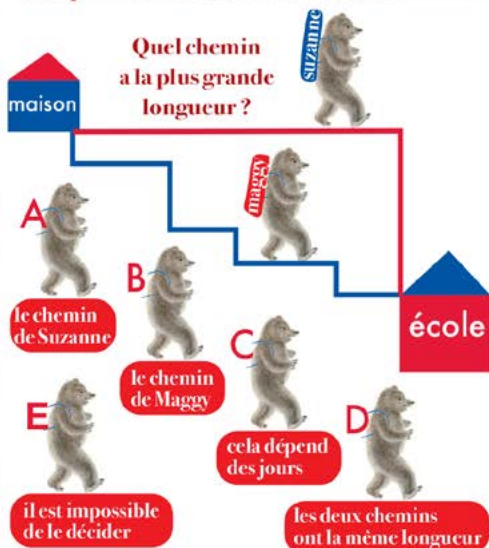 Quel chemin
a la plus grande
longueur ?
suzanne
maison
maggy
A
le chemin
de Suzanne
B
le chemin
de Maggy
C
cela dépend
des jours
école
E
il est impossible
de le décider
D
les deux chemins
ont la même longueur